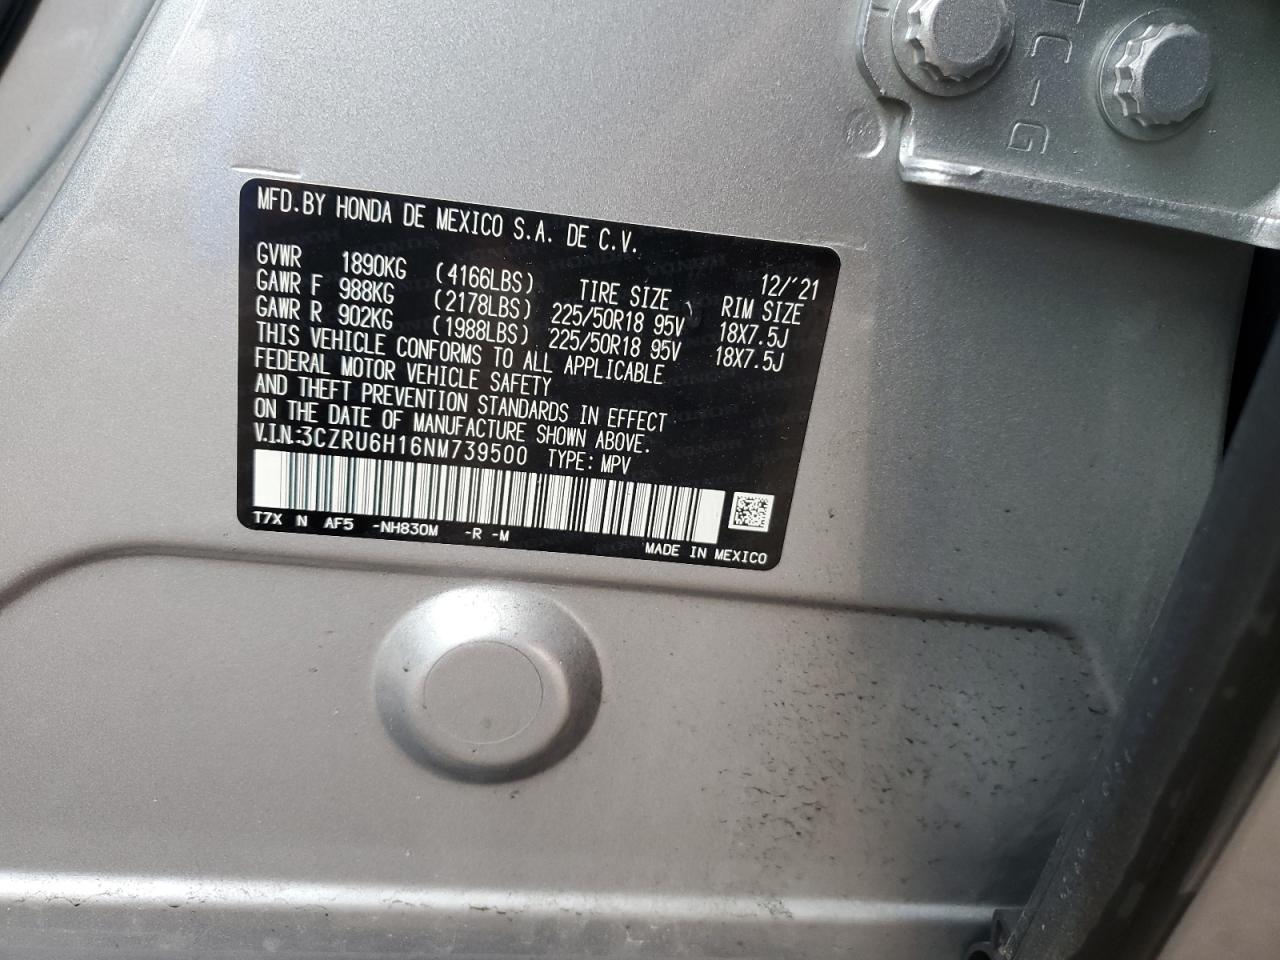 TC-G
MFD.BY HONDA DE MEXICO S.A. DE C.V.
12/'21
GVWR 1890KG (4166LBS) TIRE SIZE RIM SIZE
GAWR F 988KG (2178LBS) 225/50R18 95V 18X7.5J
GAWR R 902KG (1988LBS) 225/50R18 95V 18X7.5J
THIS VEHICLE CONFORMS TO ALL APPLICABLE
FEDERAL MOTOR VEHICLE SAFETY
AND THEFT PREVENTION STANDARDS IN EFFECT
ON THE DATE OF MANUFACTURE SHOWN ABOVE.
V.I.N.:3CZRU6H16NM739500 TYPE: MPV
T7X N AF5 -NH830M -R -M
MADE IN MEXICO